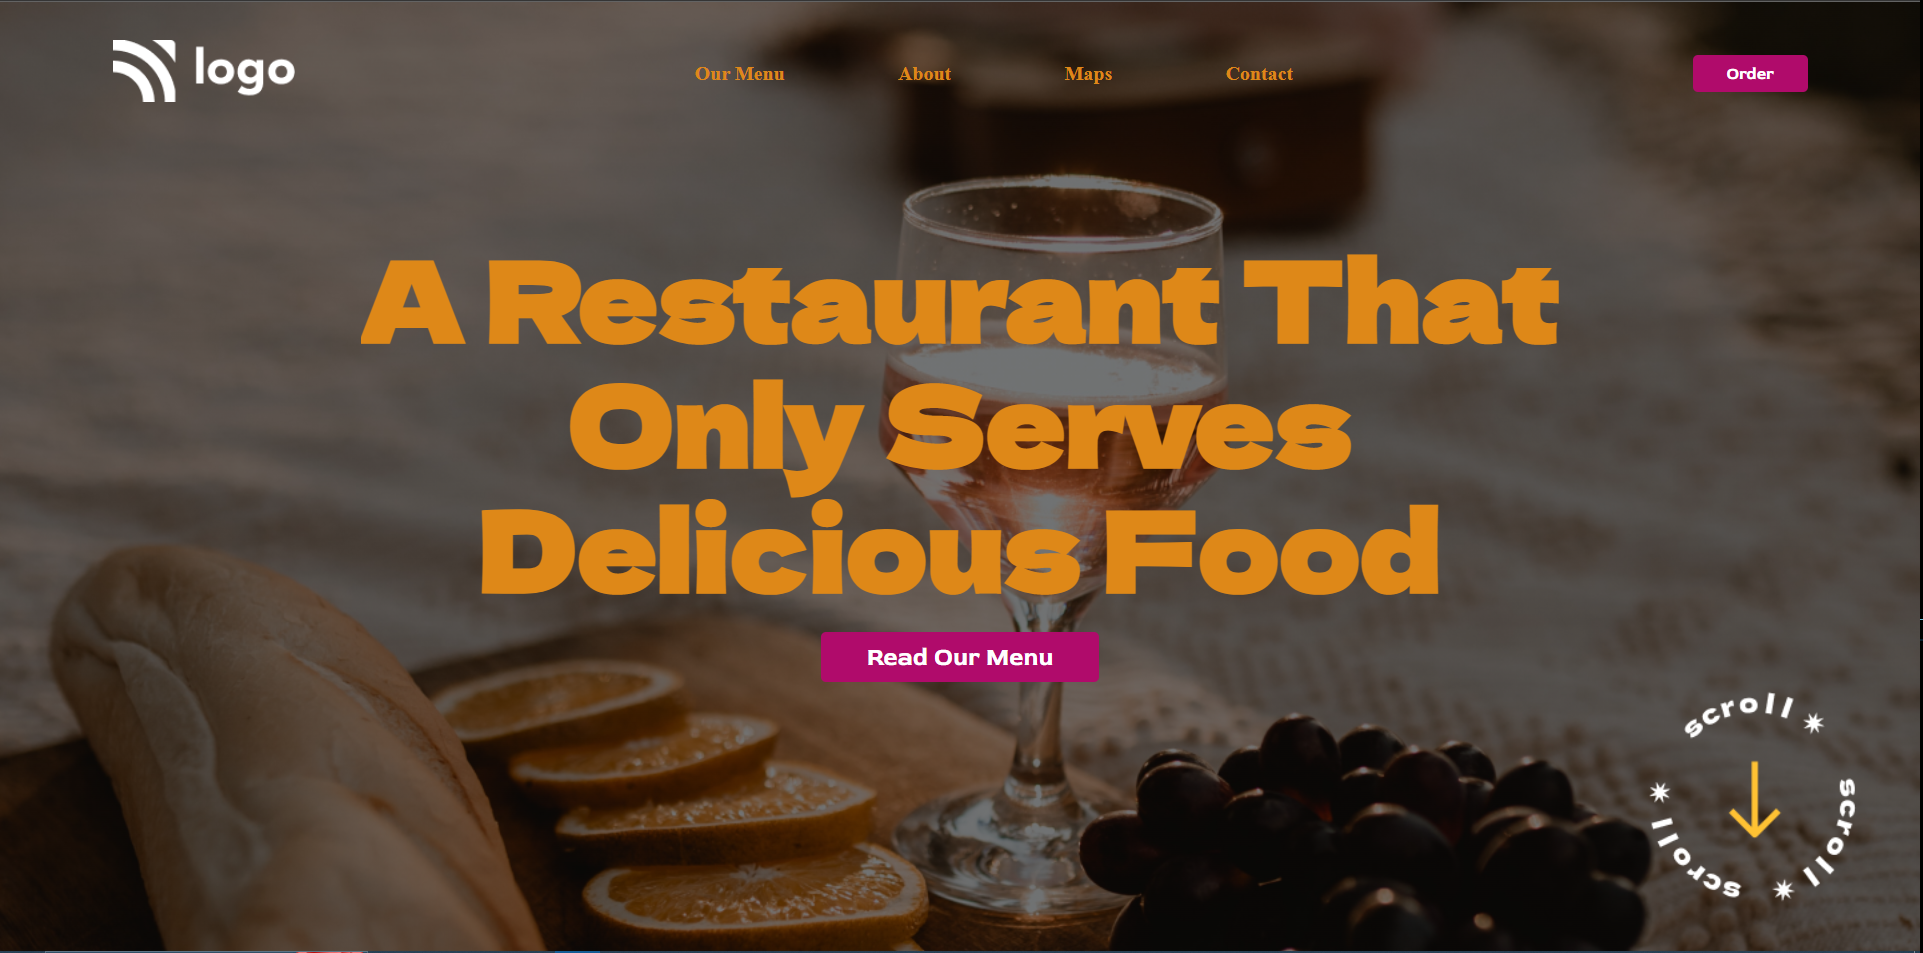 logo
Our Menu
About
Maps
Contact
Order
A Restaurant That
Only Serves
Delicious Food
Read Our Menu
scroll
scroll
scroll